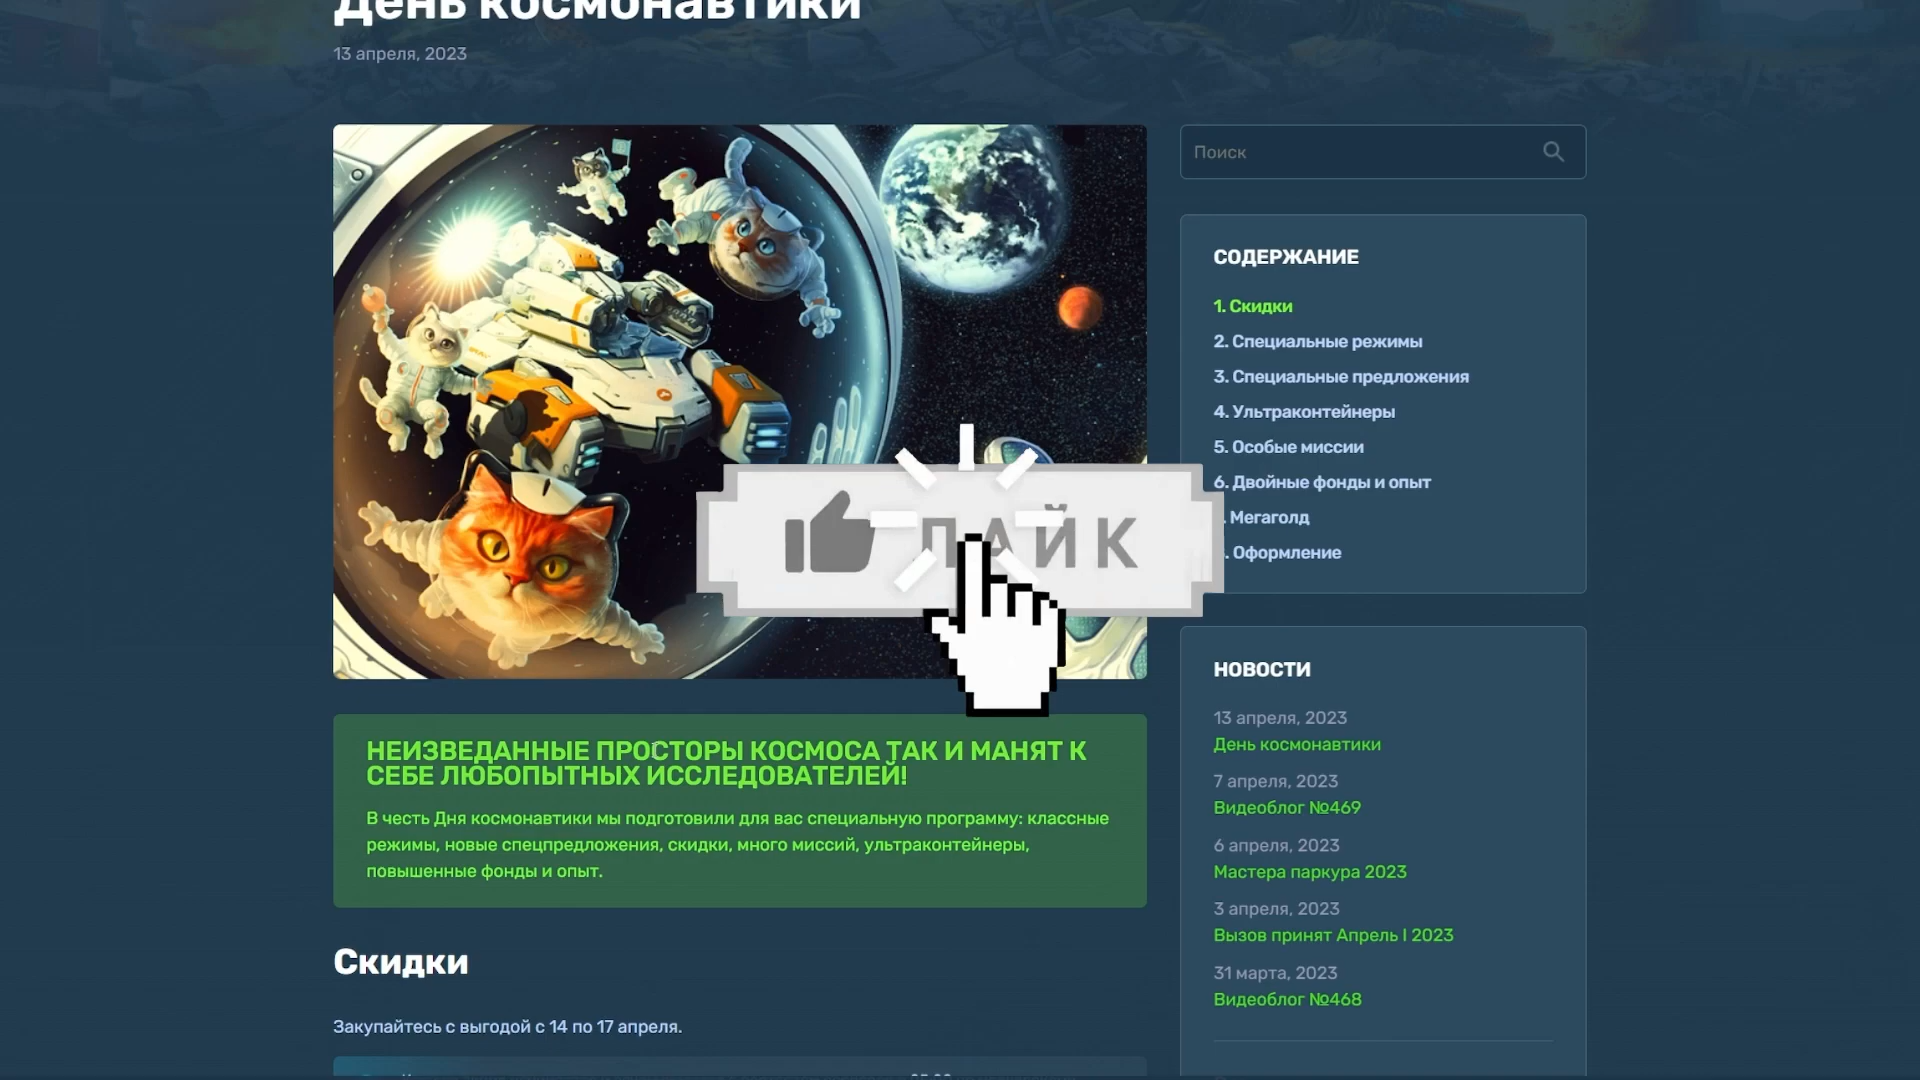 День космонавтики
13 апреля, 2023
Поиск
СОДЕРЖАНИЕ
1. Скидки
2. Специальные режимы
3. Специальные предложения
4. Ультраконтейнеры
5. Особые миссии
6. Двойные фонды и опыт
. Мегаголд
. Оформление
ЛАЙК
НЕИЗВЕДАННЫЕ ПРОСТОРЫ КОСМОСА ТАК И МАНЯТ К
СЕБЕ ЛЮБОПЫТНЫХ ИССЛЕДОВАТЕЛЕЙ!
В честь Дня космонавтики мы подготовили для вас специальную программу: классные
режимы, новые спецпредложения, скидки, много миссий, ультраконтейнеры,
повышенные фонды и опыт.
Скидки
Закупайтесь с выгодой с 14 по 17 апреля.
НОВОСТИ
13 апреля, 2023
День космонавтики
7 апреля, 2023
Видеоблог №469
6 апреля, 2023
Мастера паркура 2023
3 апреля, 2023
Вызов принят Апрель I 2023
31 марта, 2023
Видеоблог №468